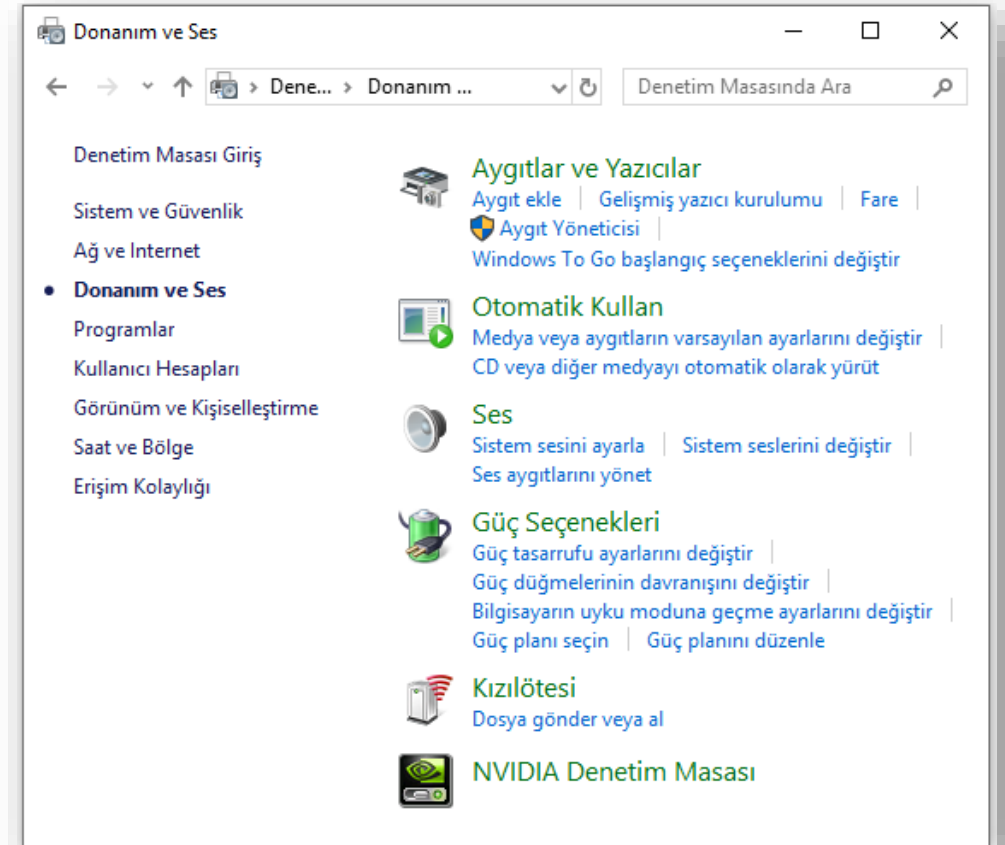 Donanım ve Ses
Dene... Donanım ... Denetim Masasında Ara
Denetim Masası Giriş
Sistem ve Güvenlik
Ağ ve Internet
Donanım ve Ses
Programlar
Kullanıcı Hesapları
Görünüm ve Kişiselleştirme
Saat ve Bölge
Erişim Kolaylığı
Aygıtlar ve Yazıcılar
Aygıt ekle Gelişmiş yazıcı kurulumu Fare
Aygıt Yöneticisi
Windows To Go başlangıç seçeneklerini değiştir
Otomatik Kullan
Medya veya aygıtların varsayılan ayarlarını değiştir
CD veya diğer medyayı otomatik olarak yürüt
Ses
Sistem sesini ayarla Sistem seslerini değiştir
Ses aygıtlarını yönet
Güç Seçenekleri
Güç tasarrufu ayarlarını değiştir
Güç düğmelerinin davranışını değiştir
Bilgisayarın uyku moduna geçme ayarlarını değiştir
Güç planı seçin Güç planını düzenle
Kızılötesi
Dosya gönder veya al
NVIDIA Denetim Masası